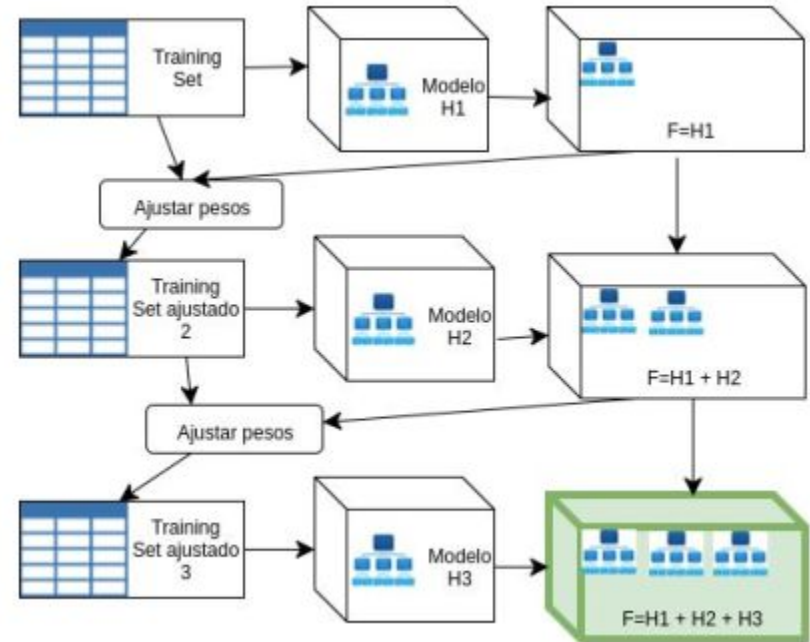 Training
Set
Modelo
H1
F=H1
Ajustar pesos
Training
Set ajustado
2
Modelo
H2
F=H1 + H2
Ajustar pesos
Training
Set ajustado
3
Modelo
H3
F=H1 + H2 + H3